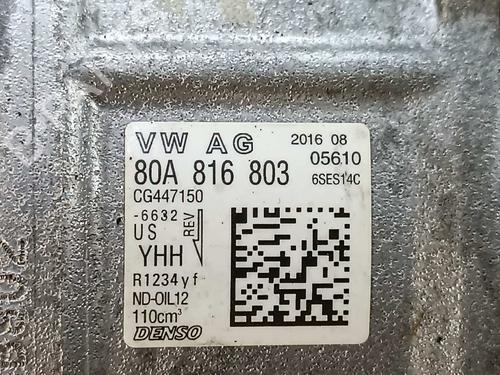 VW AG 2016 08
05610
80A 816 803 6SES14C
CG447150
-6632
US REV
YHH
R1234yf
ND-OIL12
110cm³
DENSO